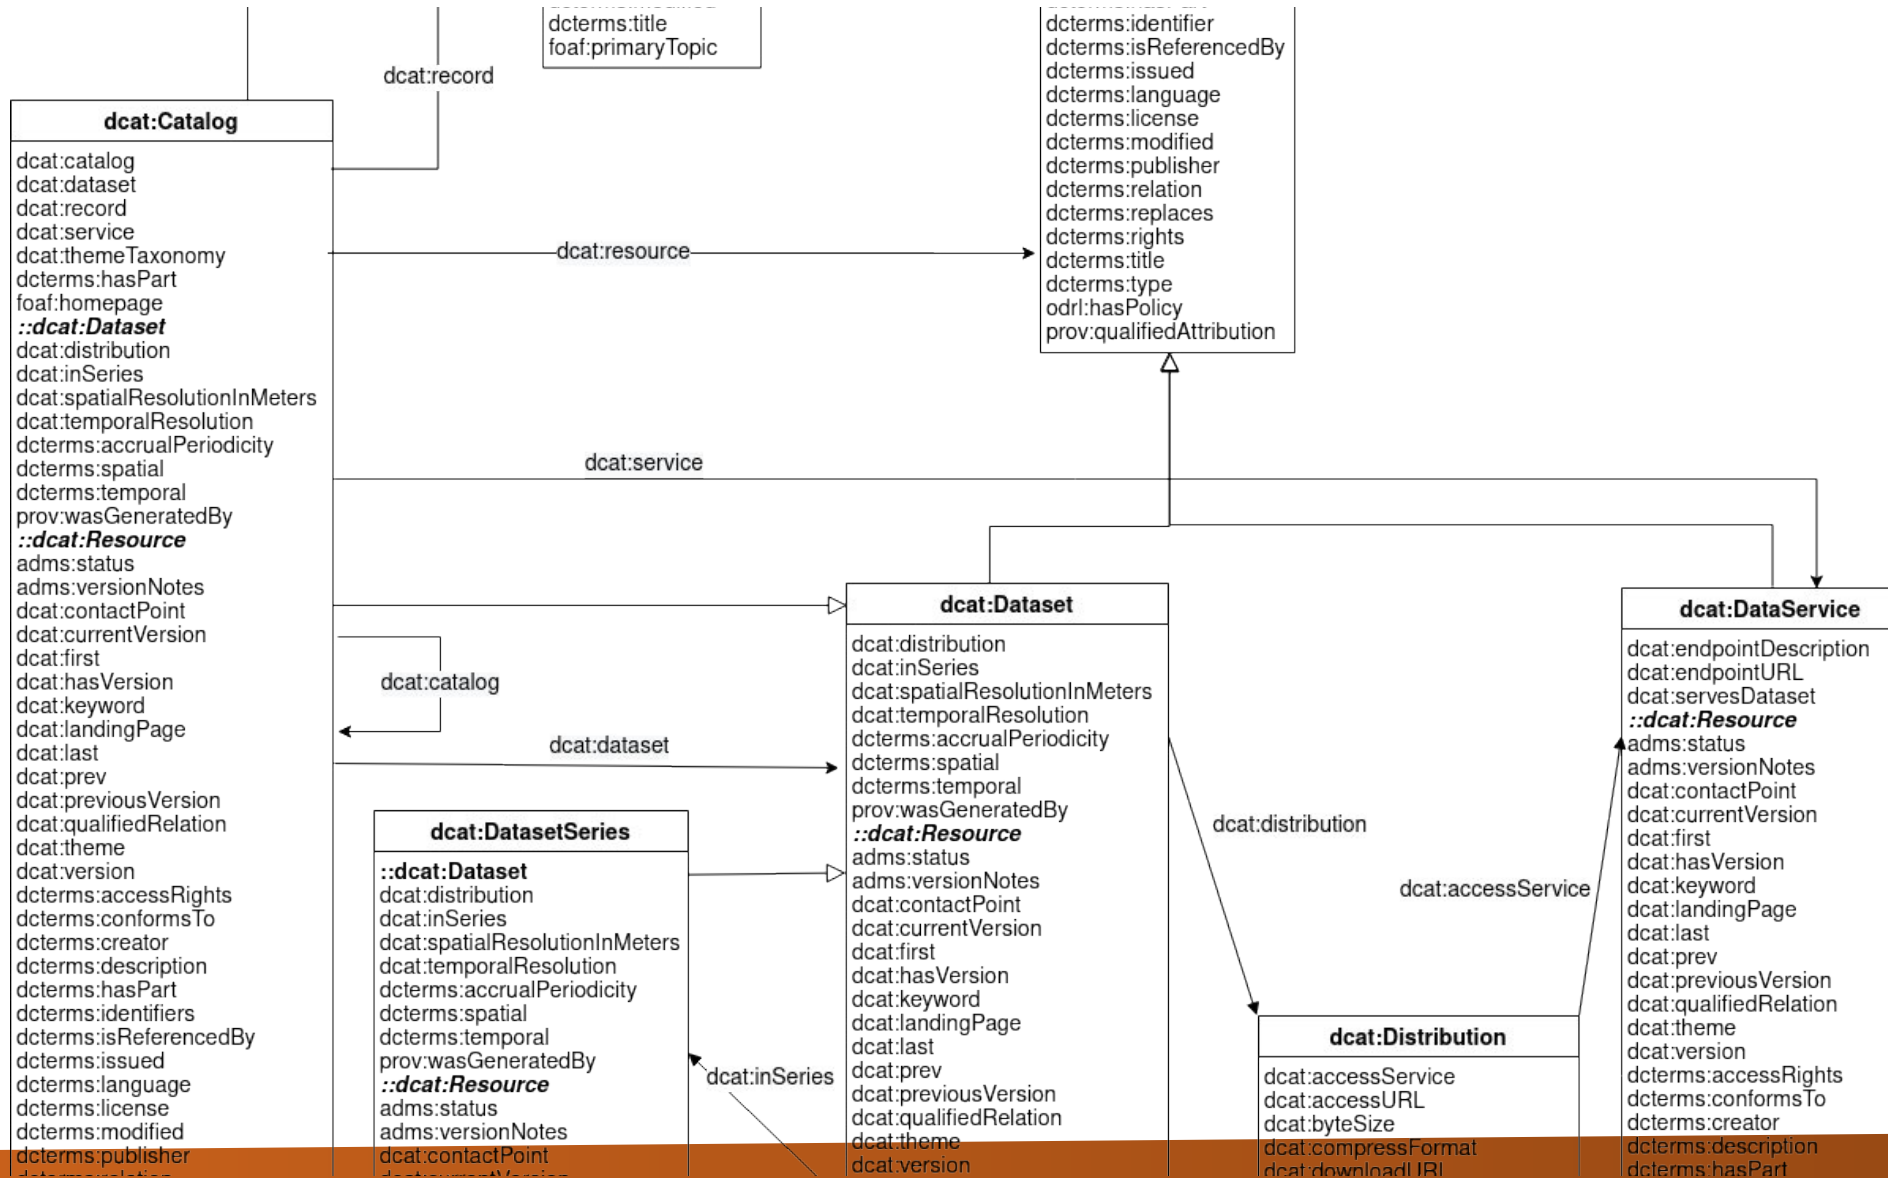 dcterms:title
foaf:primaryTopic
dcat:record
dcterms:identifier
dcterms:isReferencedBy
dcterms:issued
dcterms:language
dcterms:license
dcterms:modified
dcterms:publisher
dcterms:relation
dcterms:replaces
dcterms:rights
dcterms:title
dcterms:type
odrl:hasPolicy
prov:qualifiedAttribution
dcat:Catalog
dcat:catalog
dcat:dataset
dcat:record
dcat:service
dcat:themeTaxonomy
dcterms:hasPart
foaf:homepage
::dcat:Dataset
dcat:distribution
dcat:inSeries
dcat:spatialResolutionInMeters
dcat:temporalResolution
dcterms:accrualPeriodicity
dcterms:spatial
dcterms:temporal
prov:wasGeneratedBy
::dcat:Resource
adms:status
adms:versionNotes
dcat:contactPoint
dcat:currentVersion
dcat:first
dcat:hasVersion
dcat:keyword
dcat:landingPage
dcat:last
dcat:prev
dcat:previousVersion
dcat:qualifiedRelation
dcat:theme
dcat:version
dcterms:accessRights
dcterms:conformsTo
dcterms:creator
dcterms:description
dcterms:hasPart
dcterms:identifiers
dcterms:isReferencedBy
dcterms:issued
dcterms:language
dcterms:license
dcterms:modified
dcterms:publisher
dcterms:relation
dcat:resource
dcat:service
dcat:catalog
dcat:dataset
dcat:DatasetSeries
::dcat:Dataset
dcat:distribution
dcat:inSeries
dcat:spatialResolutionInMeters
dcat:temporalResolution
dcterms:accrualPeriodicity
dcterms:spatial
dcterms:temporal
prov:wasGeneratedBy
::dcat:Resource
adms:status
adms:versionNotes
dcat:contactPoint
dcat:currentVersion
dcat:inSeries
dcat:Dataset
dcat:distribution
dcat:inSeries
dcat:spatialResolutionInMeters
dcat:temporalResolution
dcterms:accrualPeriodicity
dcterms:spatial
dcterms:temporal
prov:wasGeneratedBy
::dcat:Resource
adms:status
adms:versionNotes
dcat:contactPoint
dcat:currentVersion
dcat:first
dcat:hasVersion
dcat:keyword
dcat:landingPage
dcat:last
dcat:prev
dcat:previousVersion
dcat:qualifiedRelation
dcat:theme
dcat:version
dcat:distribution
dcat:accessService
dcat:Distribution
dcat:accessService
dcat:accessURL
dcat:byteSize
dcat:compressFormat
dcat:downloadURL
dcat:DataService
dcat:endpointDescription
dcat:endpointURL
dcat:servesDataset
::dcat:Resource
adms:status
adms:versionNotes
dcat:contactPoint
dcat:currentVersion
dcat:first
dcat:hasVersion
dcat:keyword
dcat:landingPage
dcat:last
dcat:prev
dcat:previousVersion
dcat:qualifiedRelation
dcat:theme
dcat:version
dcterms:accessRights
dcterms:conformsTo
dcterms:creator
dcterms:description
dcterms:hasPart